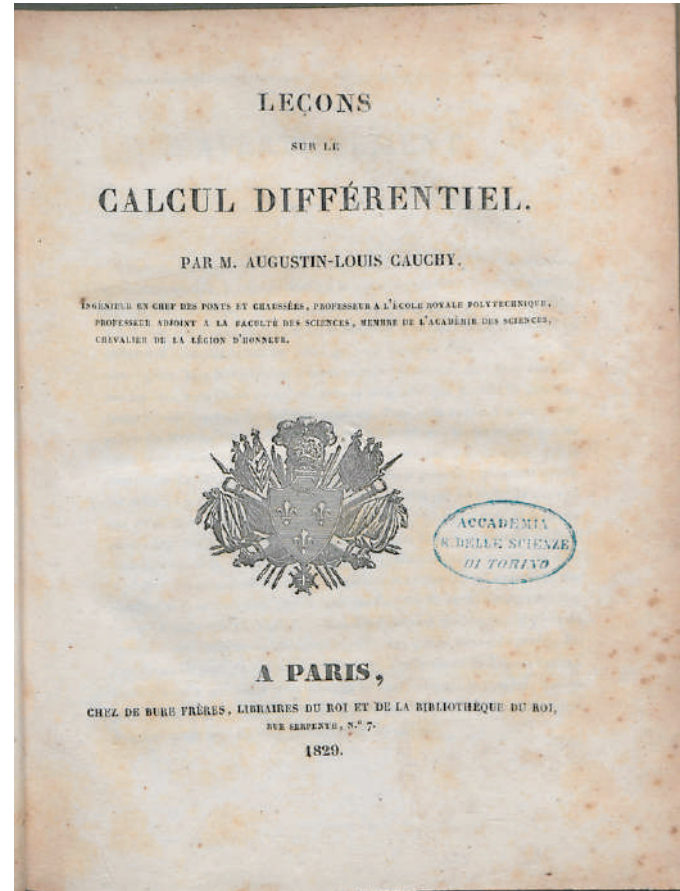 LEÇONS
SUR LE
CALCUL DIFFÉRENTIEL.
PAR M. AUGUSTIN-LOUIS CAUCHY,
INGÉNIEUR EN CHEF DES PONTS ET CHAUSSÉES, PROFESSEUR A L'ÉCOLE ROYALE POLYTECHNIQUE,
PROFESSEUR ADJOINT A LA FACULTÉ DES SCIENCES, MEMBRE DE L'ACADÉMIE DES SCIENCES,
CHEVALIER DE LA LÉGION D'HONNEUR.
ACCADEMIA
R. DELLE SCIENZE
DI TORINO
A PARIS,
CHEZ DE BURE FRÈRES, LIBRAIRES DU ROI ET DE LA BIBLIOTHÈQUE DU ROI,
RUE SERPENTE, N.º 7.
1829.